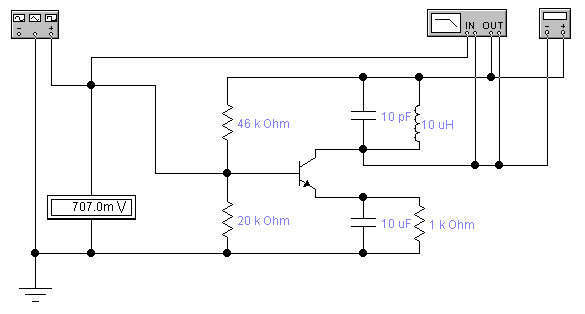 IN OUT
− +
− +
10 pF
10 uH
46 k Ohm
707.0m V
20 k Ohm
10 uF
1 k Ohm